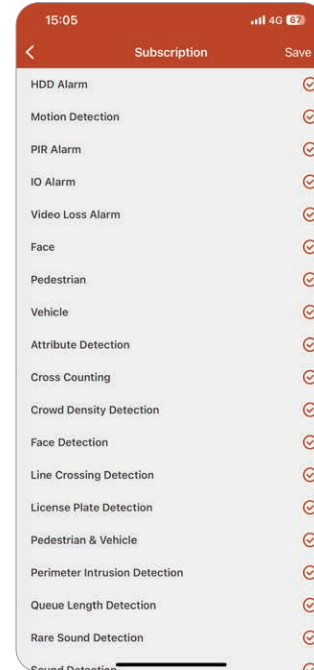 15:05 4G 67
Subscription Save
HDD Alarm
Motion Detection
PIR Alarm
IO Alarm
Video Loss Alarm
Face
Pedestrian
Vehicle
Attribute Detection
Cross Counting
Crowd Density Detection
Face Detection
Line Crossing Detection
License Plate Detection
Pedestrian & Vehicle
Perimeter Intrusion Detection
Queue Length Detection
Rare Sound Detection
Sound Detection